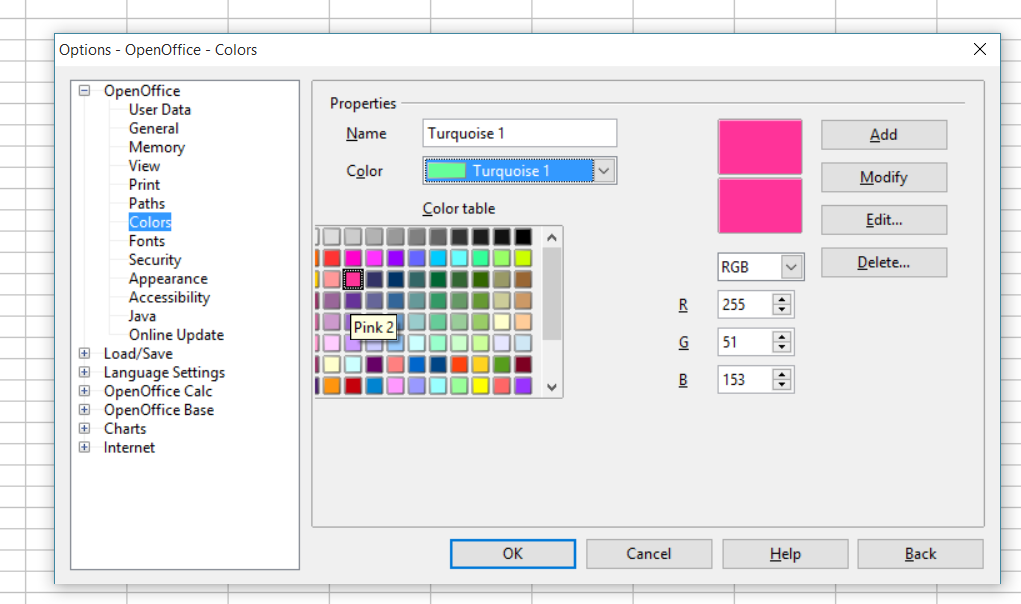 Options - OpenOffice - Colors
OpenOffice
User Data
General
Memory
View
Print
Paths
Colors
Fonts
Security
Appearance
Accessibility
Java
Online Update
Load/Save
Language Settings
OpenOffice Calc
OpenOffice Base
Charts
Internet
Properties
Name
Turquoise 1
Color
Turquoise 1
Color table
Pink 2
RGB
R
255
G
51
B
153
Add
Modify
Edit...
Delete...
OK
Cancel
Help
Back